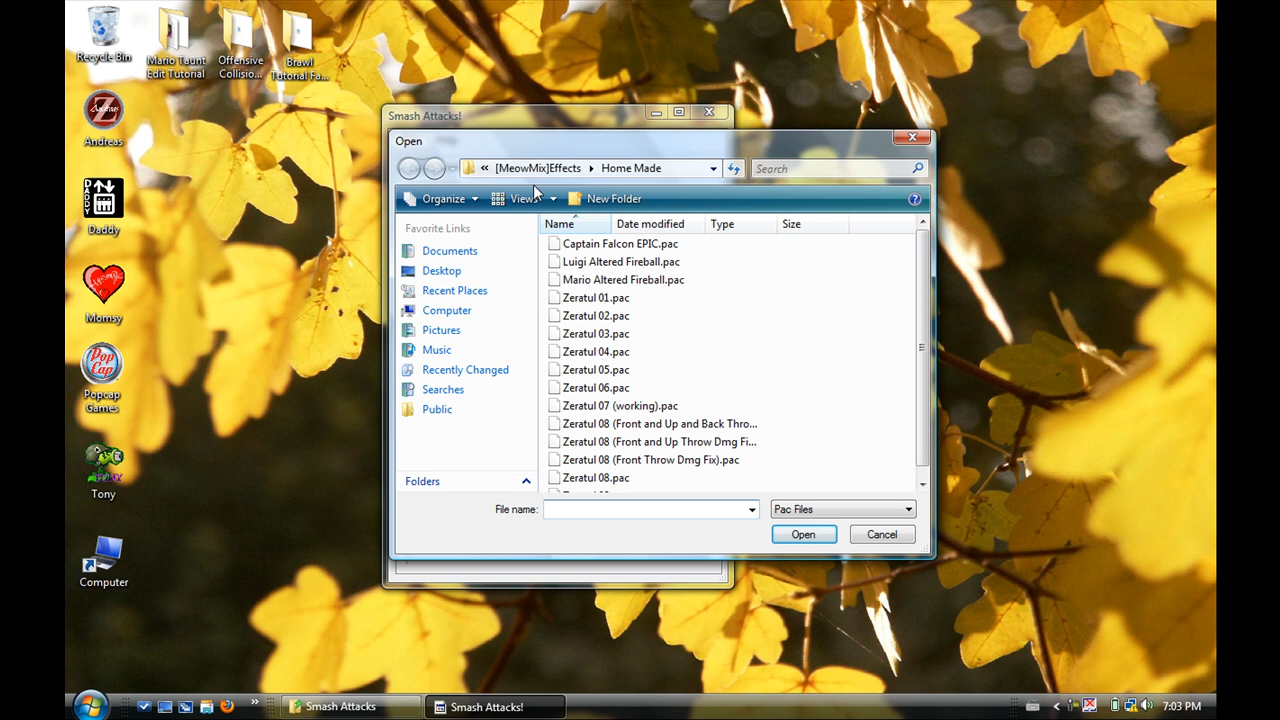 Recycle Bin
Mario Taunt
Edit Tutorial
Offensive
Collisio...
Brawl
Tutorial Fa...
Andreas
DADDY
Daddy
Momsy
Pop
Cap
Popcap
Games
TONY
Tony
Computer
Smash Attacks!
Open
« [MeowMix]Effects
Home Made
Search
Organize
Views
New Folder
?
Favorite Links
Name
Date modified
Type
Size
Documents
Desktop
Recent Places
Computer
Pictures
Music
Recently Changed
Searches
Public
Folders
Captain Falcon EPIC.pac
Luigi Altered Fireball.pac
Mario Altered Fireball.pac
Zeratul 01.pac
Zeratul 02.pac
Zeratul 03.pac
Zeratul 04.pac
Zeratul 05.pac
Zeratul 06.pac
Zeratul 07 (working).pac
Zeratul 08 (Front and Up and Back Thro...
Zeratul 08 (Front and Up Throw Dmg Fi...
Zeratul 08 (Front Throw Dmg Fix).pac
Zeratul 08.pac
File name:
Pac Files
Open
Cancel
Smash Attacks
Smash Attacks!
7:03 PM